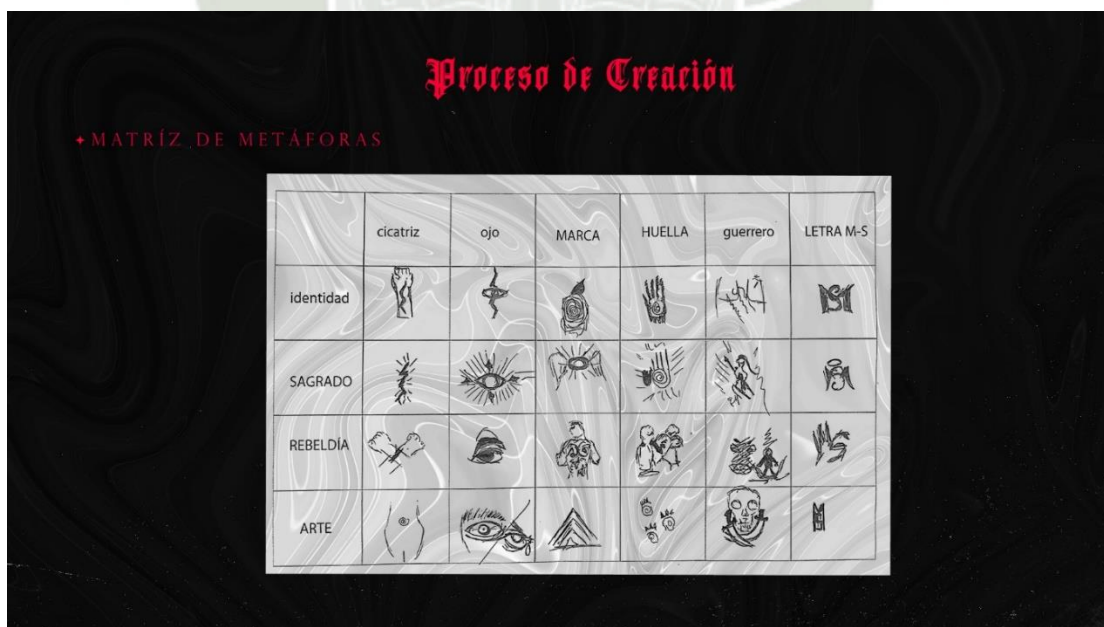 Proceso de Creación
MATRÍZ DE METÁFORAS
cicatriz ojo MARCA HUELLA guerrero LETRA M-S
identidad
SAGRADO
REBELDÍA
ARTE